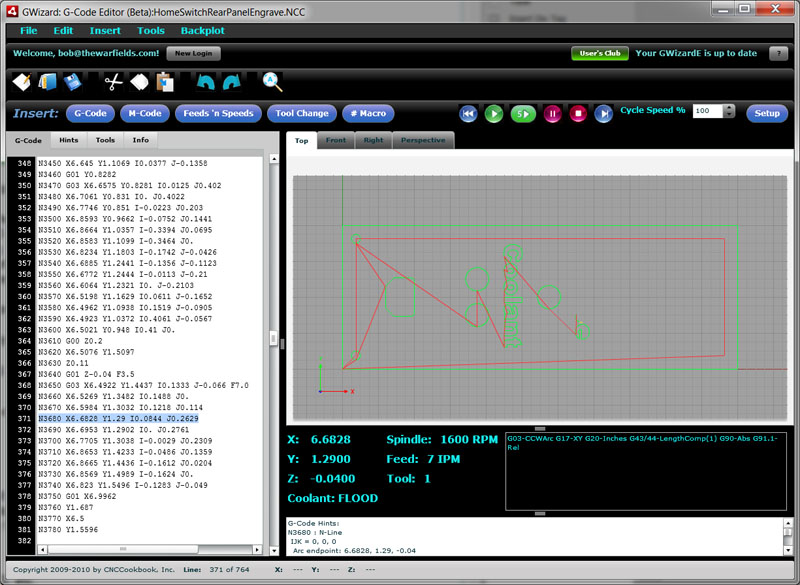 GWizard: G-Code Editor (Beta):HomeSwitchRearPanelEngrave.NCC
File Edit Insert Tools Backplot
Welcome, bob@thewarfields.com! New Login User's Club Your GWizardE is up to date ?
Insert: G-Code M-Code Feeds 'n Speeds Tool Change # Macro Cycle Speed % 100 Setup
G-Code Hints Tools Info
Top Front Right Perspective
348 N3450 X6.645 Y1.1069 I0.0377 J-0.1358
349 N3460 G01 Y0.8282
350 N3470 G03 X6.6575 Y0.8281 I0.0125 J0.402
351 N3480 X6.7061 Y0.831 I0. J0.4022
352 N3490 X6.7746 Y0.851 I-0.0223 J0.203
353 N3500 X6.8593 Y0.9662 I-0.0752 J0.1441
354 N3510 X6.8664 Y1.0357 I-0.3394 J0.0695
355 N3520 X6.8583 Y1.1099 I-0.3464 J0.
356 N3530 X6.8234 Y1.1803 I-0.1742 J-0.0426
357 N3540 X6.6885 Y1.2441 I-0.1356 J-0.1123
358 N3550 X6.6772 Y1.2444 I-0.0113 J-0.21
359 N3560 X6.6064 Y1.2321 I0. J-0.2103
360 N3570 X6.5198 Y1.1629 I0.0611 J-0.1652
361 N3580 X6.4962 Y1.0938 I0.1519 J-0.0905
362 N3590 X6.4923 Y1.0372 I0.4061 J-0.0567
363 N3600 X6.5021 Y0.948 I0.41 J0.
364 N3610 G00 Z0.2
365 N3620 X6.5076 Y1.5097
366 N3630 Z0.11
367 N3640 G01 Z-0.04 F3.5
368 N3650 G03 X6.4922 Y1.4437 I0.1333 J-0.066 F7.0
369 N3660 X6.5269 Y1.3482 I0.1488 J0.
370 N3670 X6.5984 Y1.3032 I0.1218 J0.114
371 N3680 X6.6828 Y1.29 I0.0844 J0.2629
372 N3690 X6.6953 Y1.2902 I0. J0.2761
373 N3700 X6.7705 Y1.3038 I-0.0029 J0.2309
374 N3710 X6.8653 Y1.4233 I-0.0486 J0.1359
375 N3720 X6.8665 Y1.4436 I-0.1612 J0.0204
376 N3730 X6.8569 Y1.4989 I-0.1624 J0.
377 N3740 X6.823 Y1.5496 I-0.1283 J-0.049
378 N3750 G01 X6.9962
379 N3760 Y1.687
380 N3770 X6.5
381 N3780 Y1.5596
382
X
X: 6.6828 Spindle: 1600 RPM
Y: 1.2900 Feed: 7 IPM
Z: -0.0400 Tool: 1
Coolant: FLOOD
G03-CCWArc G17-XY G20-Inches G43/44-LengthComp(1) G90-Abs G91.1-
Rel
G-Code Hints:
N3680 : N-Line
IJK = 0, 0, 0
Arc endpoint: 6.6828, 1.29, -0.04
Copyright 2009-2010 by CNCCookbook, Inc. Line: 371 of 764 X: --- Y: --- Z: ---